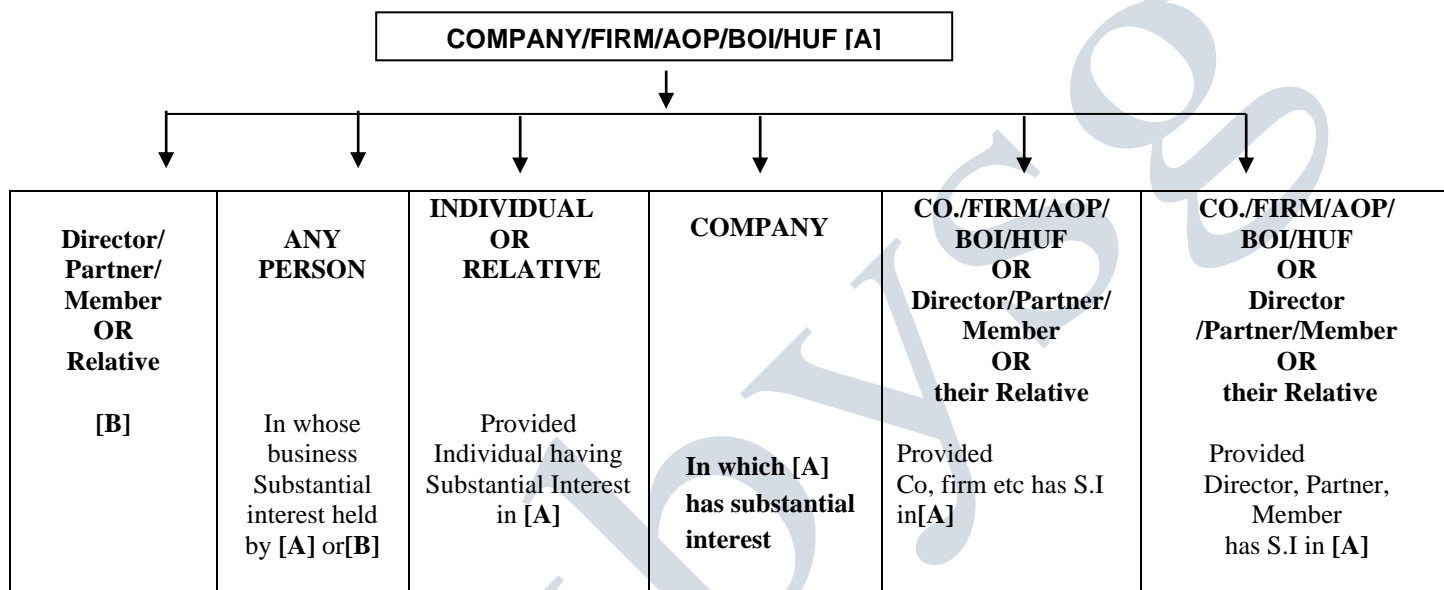 COMPANY/FIRM/AOP/BOI/HUF [A]
Director/
Partner/
Member
OR
Relative
[B]
ANY
PERSON
In whose
business
Substantial
interest held
by [A] or[B]
INDIVIDUAL
OR
RELATIVE
Provided
Individual having
Substantial Interest
in [A]
COMPANY
In which [A]
has substantial
interest
CO./FIRM/AOP/
BOI/HUF
OR
Director/Partner/
Member
OR
their Relative
Provided
Co, firm etc has S.I
in[A]
CO./FIRM/AOP/
BOI/HUF
OR
Director
/Partner/Member
OR
their Relative
Provided
Director, Partner,
Member
has S.I in [A]
bysg